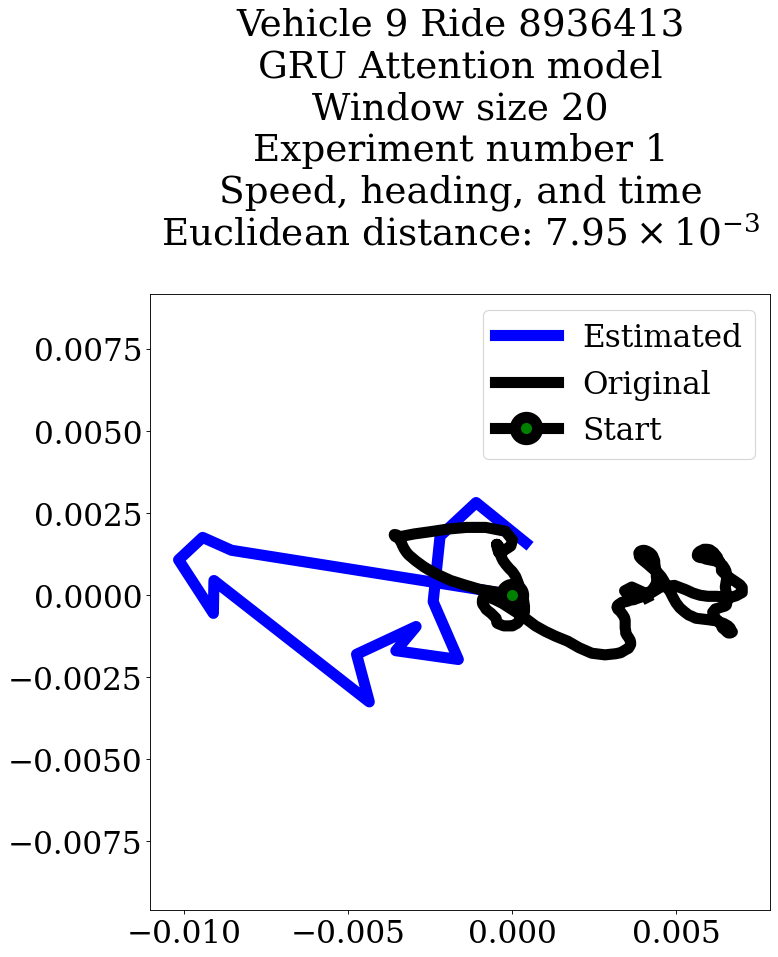 Vehicle 9 Ride 8936413
GRU Attention model
Window size 20
Experiment number 1
Speed, heading, and time
Euclidean distance: 7.95 × 10⁻³
Estimated
Original
Start
0.0075
0.0050
0.0025
0.0000
−0.0025
−0.0050
−0.0075
−0.010
−0.005
0.000
0.005